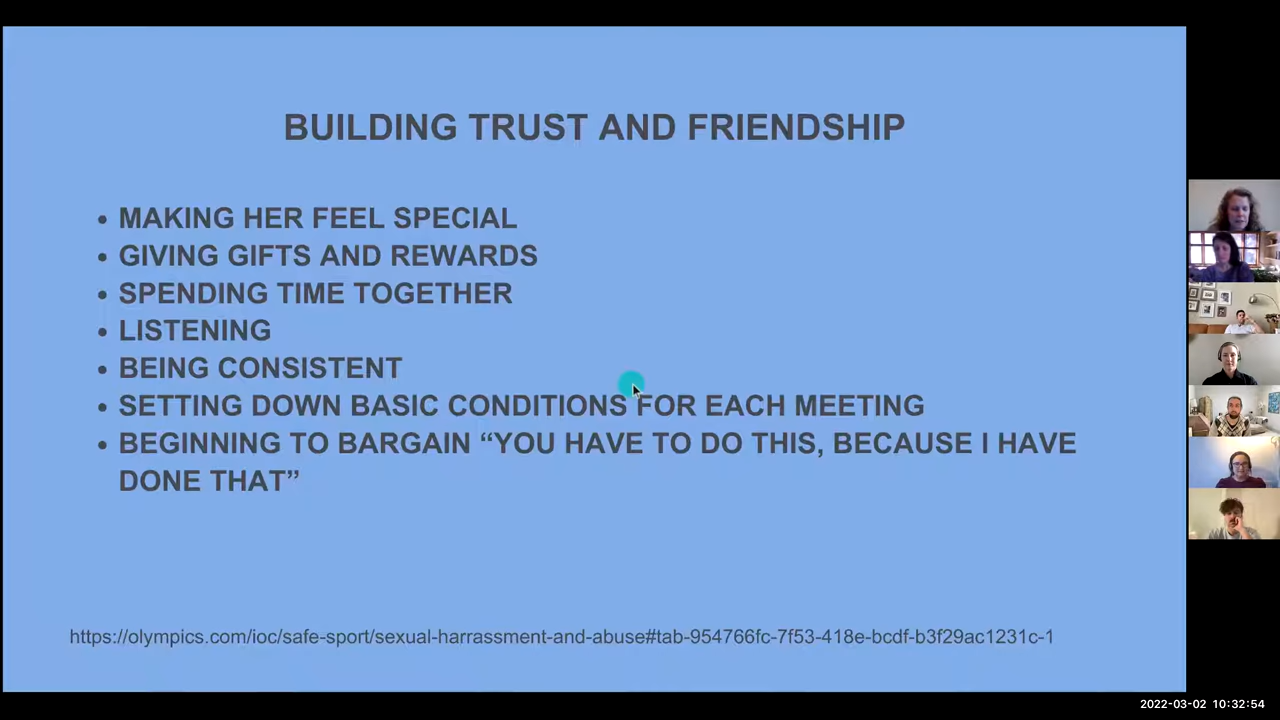 BUILDING TRUST AND FRIENDSHIP
• MAKING HER FEEL SPECIAL
• GIVING GIFTS AND REWARDS
• SPENDING TIME TOGETHER
• LISTENING
• BEING CONSISTENT
• SETTING DOWN BASIC CONDITIONS FOR EACH MEETING
• BEGINNING TO BARGAIN “YOU HAVE TO DO THIS, BECAUSE I HAVE
DONE THAT”
https://olympics.com/ioc/safe-sport/sexual-harrassment-and-abuse#tab-954766fc-7f53-418e-bcdf-b3f29ac1231c-1
2022-03-02 10:32:54